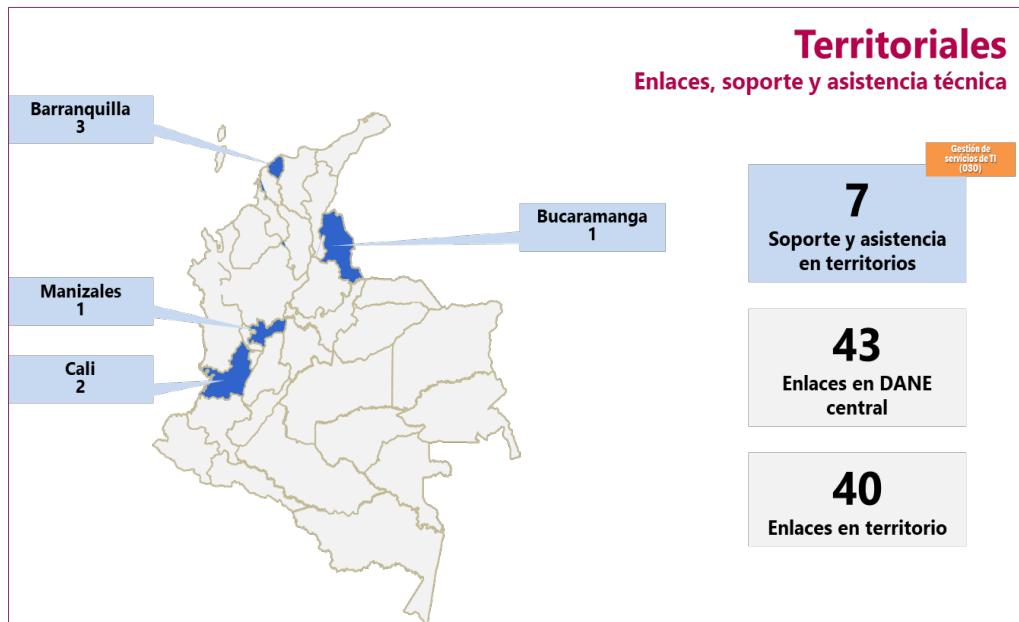 Territoriales
Enlaces, soporte y asistencia técnica
Barranquilla
3
Bucaramanga
1
Manizales
1
Cali
2
Gestión de
servicios de TI
(030)
7
Soporte y asistencia
en territorios
43
Enlaces en DANE
central
40
Enlaces en territorio